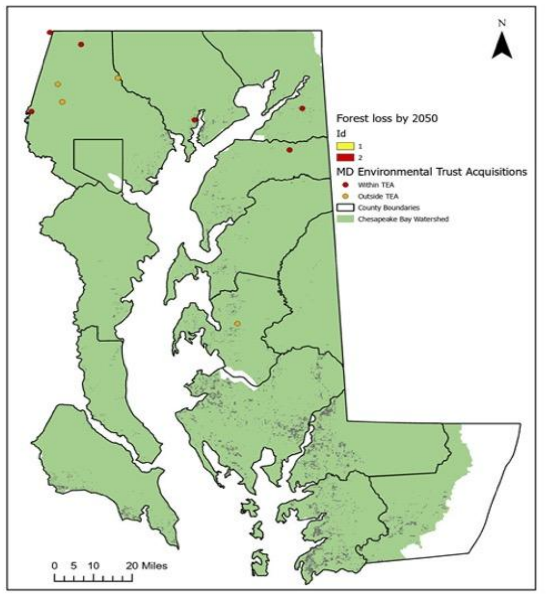 N
Forest loss by 2050
Id
1
2
MD Environmental Trust Acquisitions
Within TEA
Outside TEA
County Boundaries
Chesapeake Bay Watershed
0 5 10 20 Miles